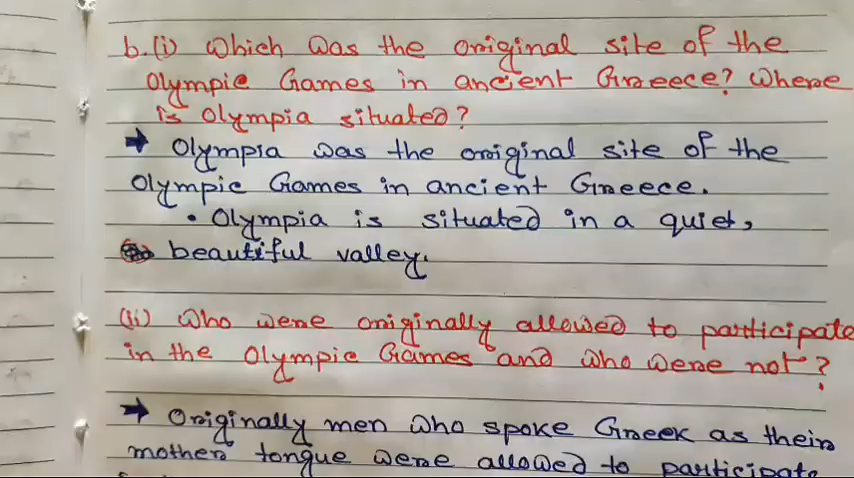 b.(i) Which was the original site of the
Olympic Games in ancient Greece? Where
is Olympia situated?
→ Olympia was the original site of the
Olympic Games in ancient Greece.
• Olympia is situated in a quiet,
beautiful valley.
(ii) Who were originally allowed to participate
in the Olympic Games and who were not?
→ Originally men who spoke Greek as their
mother tongue were allowed to participate